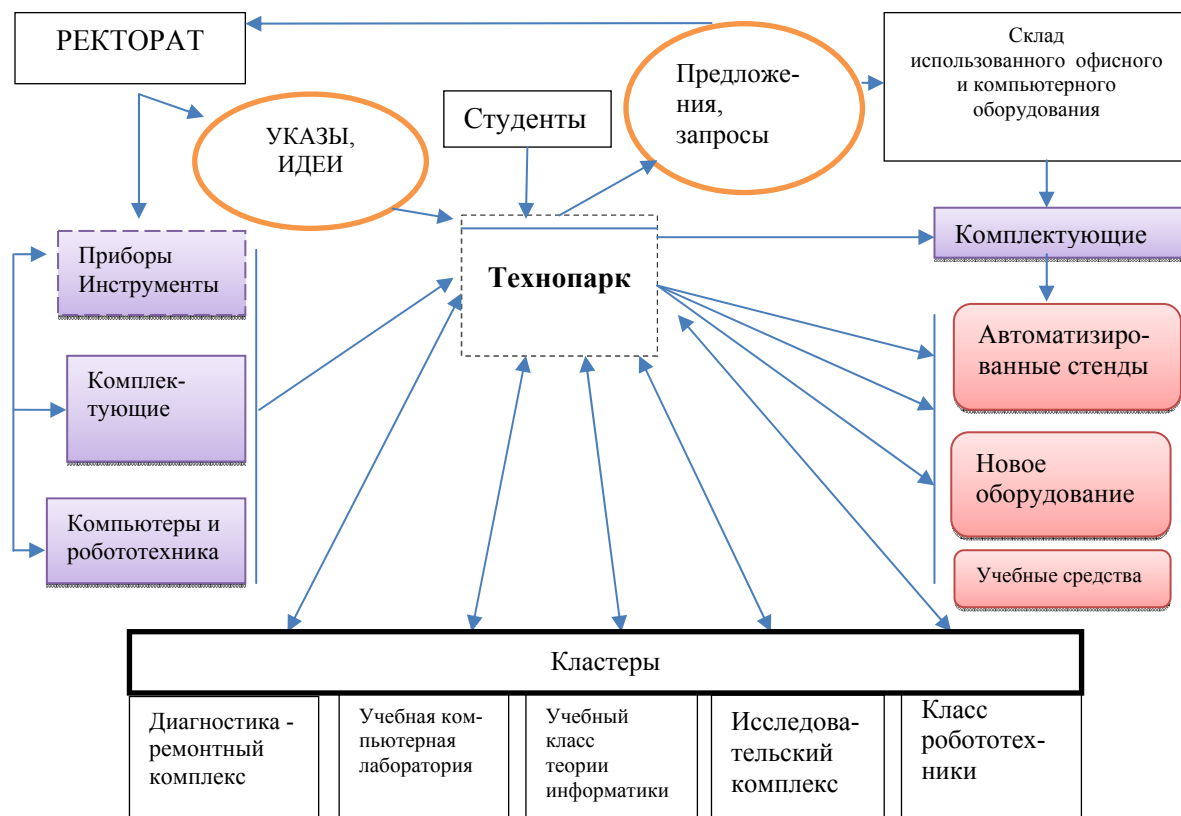 РЕКТОРАТ
Склад
использованного офисного
и компьютерного
оборудования
Предложе-
ния,
запросы
Студенты
УКАЗЫ,
ИДЕИ
Приборы
Инструменты
Комплек-
тующие
Компьютеры и
робототехника
Технопарк
Комплектующие
Автоматизиро-
ванные стенды
Новое
оборудование
Учебные средства
Кластеры
Диагностика -
ремонтный
комплекс
Учебная ком-
пьютерная
лаборатория
Учебный
класс
теории
информатики
Исследова-
тельский
комплекс
Класс
робототех-
ники